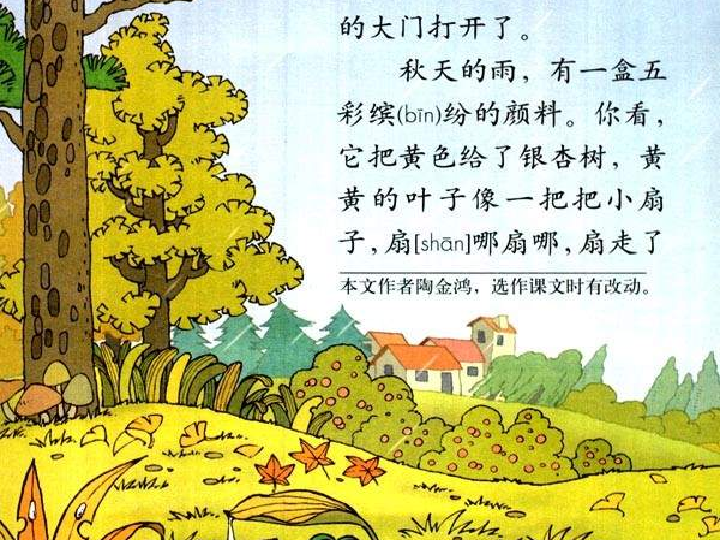 的大门打开了。
秋天的雨，有一盒五
彩缤(bīn)纷的颜料。你看，
它把黄色给了银杏树，黄
黄的叶子像一把把小扇
子，扇[shān]哪扇哪，扇走了
本文作者陶金鸿，选作课文时有改动。